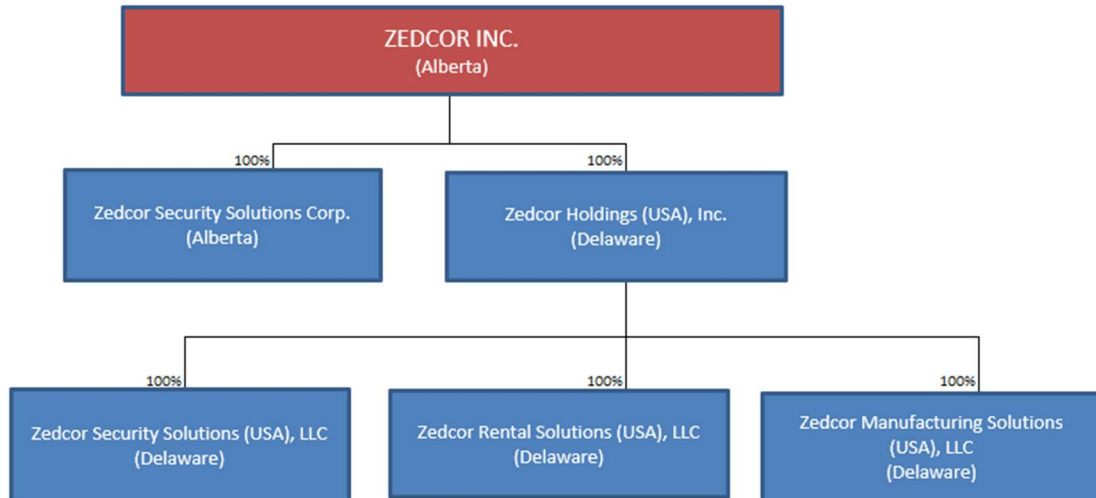 ZEDCOR INC.
(Alberta)
100%
100%
Zedcor Security Solutions Corp.
(Alberta)
Zedcor Holdings (USA), Inc.
(Delaware)
100%
100%
100%
Zedcor Security Solutions (USA), LLC
(Delaware)
Zedcor Rental Solutions (USA), LLC
(Delaware)
Zedcor Manufacturing Solutions
(USA), LLC
(Delaware)